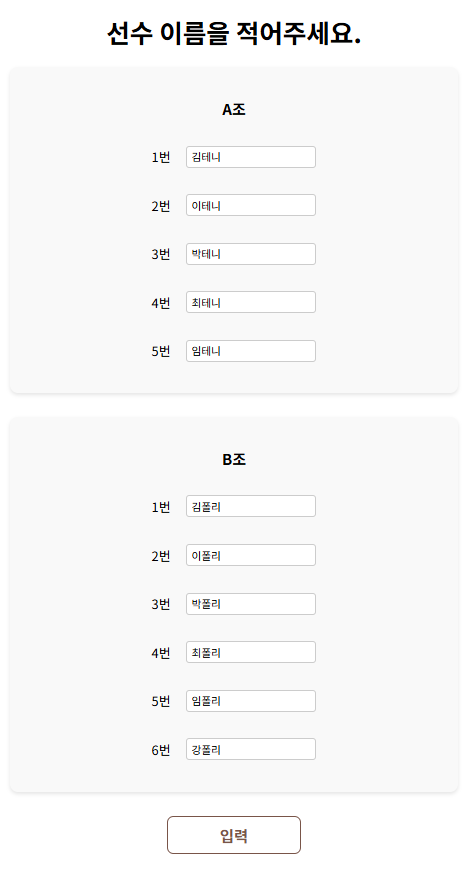 선수 이름을 적어주세요.
A조
1번 김테니
2번 이테니
3번 박테니
4번 최테니
5번 임테니
B조
1번 김폴리
2번 이폴리
3번 박폴리
4번 최폴리
5번 임폴리
6번 강폴리
입력